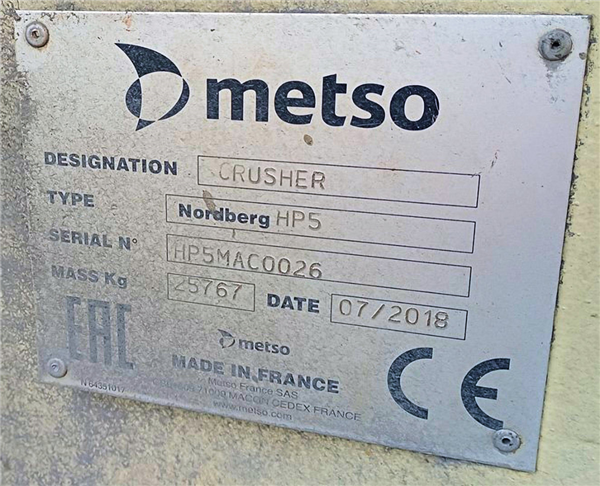 metso
DESIGNATION CRUSHER
TYPE Nordberg HP5
SERIAL N° HP5MAC0026
MASS Kg 25767 DATE 07/2018
EAC
metso
MADE IN FRANCE
CE
Metso France SAS
71009 MACON CEDEX FRANCE
www.metso.com